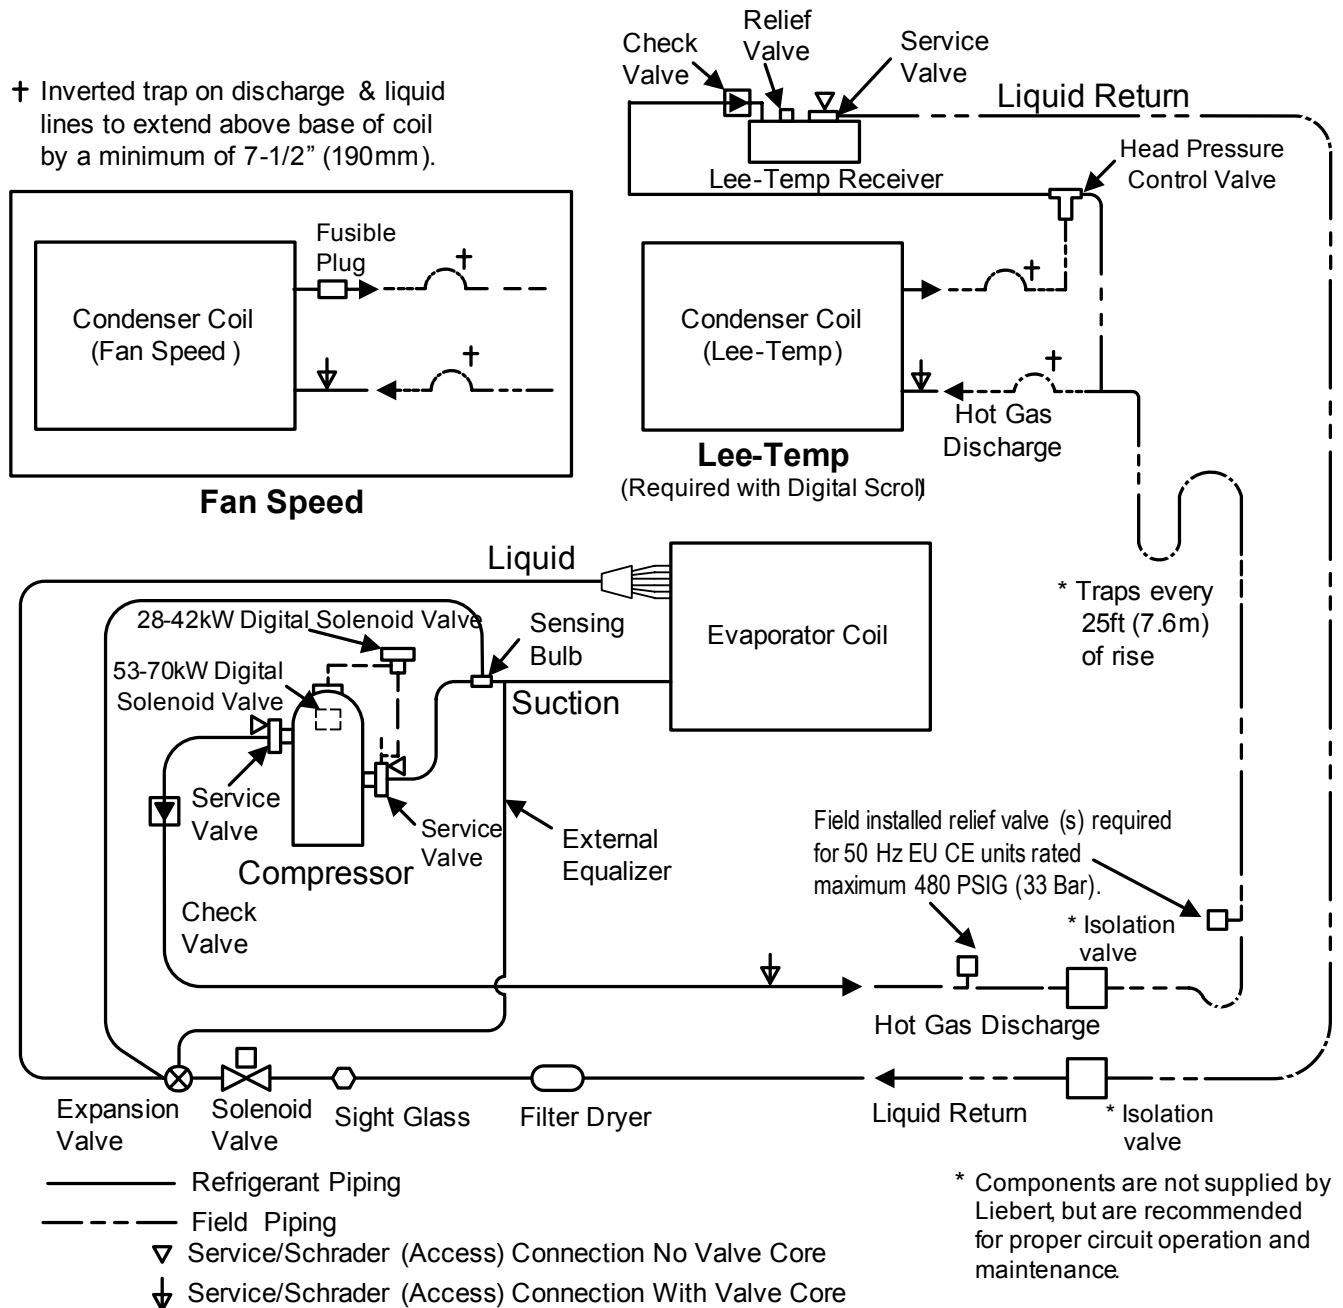 Check
Valve
Relief
Valve
Service
Valve
Liquid Return
† Inverted trap on discharge & liquid
lines to extend above base of coil
by a minimum of 7-1/2” (190mm).
Head Pressure
Control Valve
Lee-Temp Receiver
Fusible
Plug
†
Condenser Coil
(Fan Speed )
†
Fan Speed
†
Condenser Coil
(Lee-Temp)
†
Hot Gas
Discharge
Lee-Temp
(Required with Digital Scroll)
Liquid
* Traps every
25ft (7.6m)
of rise
28-42kW Digital Solenoid Valve
Sensing
Bulb
Evaporator Coil
53-70kW Digital
Solenoid Valve
Suction
Service
Valve
Service
Valve
External
Equalizer
Compressor
Field installed relief valve (s) required
for 50 Hz EU CE units rated
maximum 480 PSIG (33 Bar).
Check
Valve
* Isolation
valve
Hot Gas Discharge
Expansion
Valve
Solenoid
Valve
Sight Glass
Filter Dryer
Liquid Return
* Isolation
valve
Refrigerant Piping
Field Piping
Service/Schrader (Access) Connection No Valve Core
Service/Schrader (Access) Connection With Valve Core
* Components are not supplied by
Liebert, but are recommended
for proper circuit operation and
maintenance.